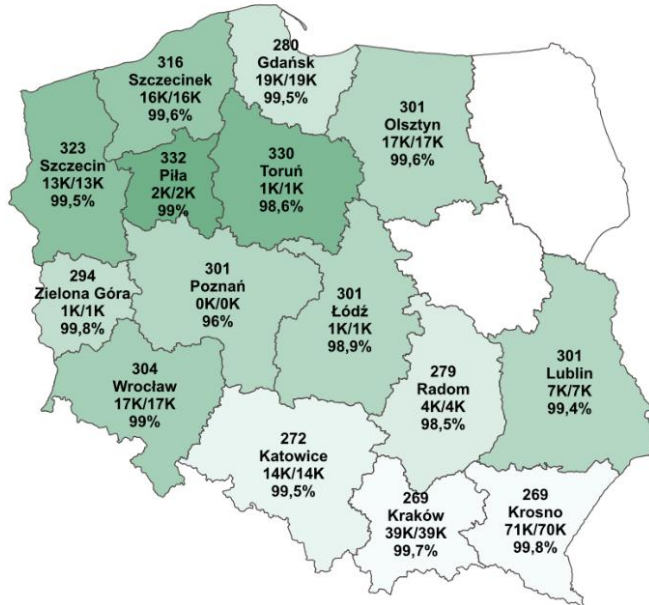 280
Gdańsk
19K/19K
99,5%
316
Szczecinek
16K/16K
99,6%
301
Olsztyn
17K/17K
99,6%
323
Szczecin
13K/13K
99,5%
332
Piła
2K/2K
99%
330
Toruń
1K/1K
98,6%
294
Zielona Góra
1K/1K
99,8%
301
Poznań
0K/0K
96%
301
Łódź
1K/1K
98,9%
304
Wrocław
17K/17K
99%
279
Radom
4K/4K
98,5%
301
Lublin
7K/7K
99,4%
272
Katowice
14K/14K
99,5%
269
Kraków
39K/39K
99,7%
269
Krosno
71K/70K
99,8%